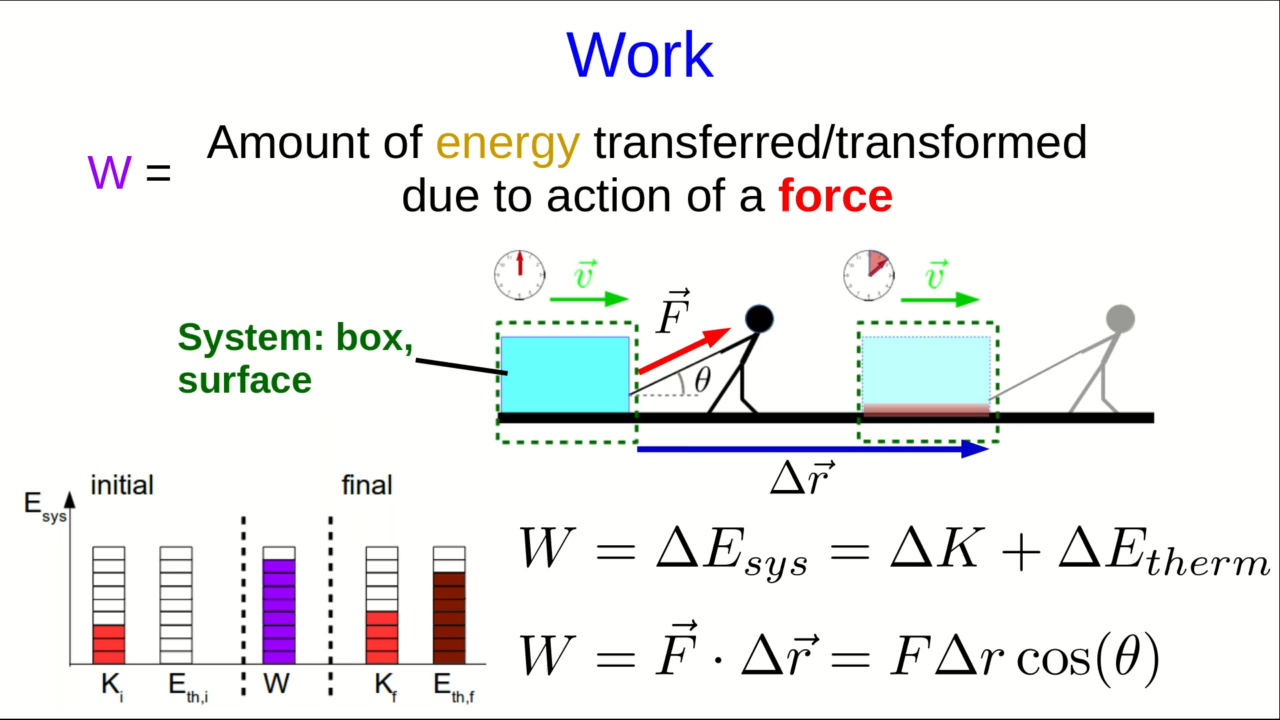 Work
W = Amount of energy transferred/transformed
due to action of a force
v⃗
v⃗
F⃗
System: box,
surface
θ
Δr⃗
initial
final
E_sys
W = ΔE_sys = ΔK + ΔE_therm
W = F⃗ · Δr⃗ = FΔr cos(θ)
K_i E_th,i W K_f E_th,f